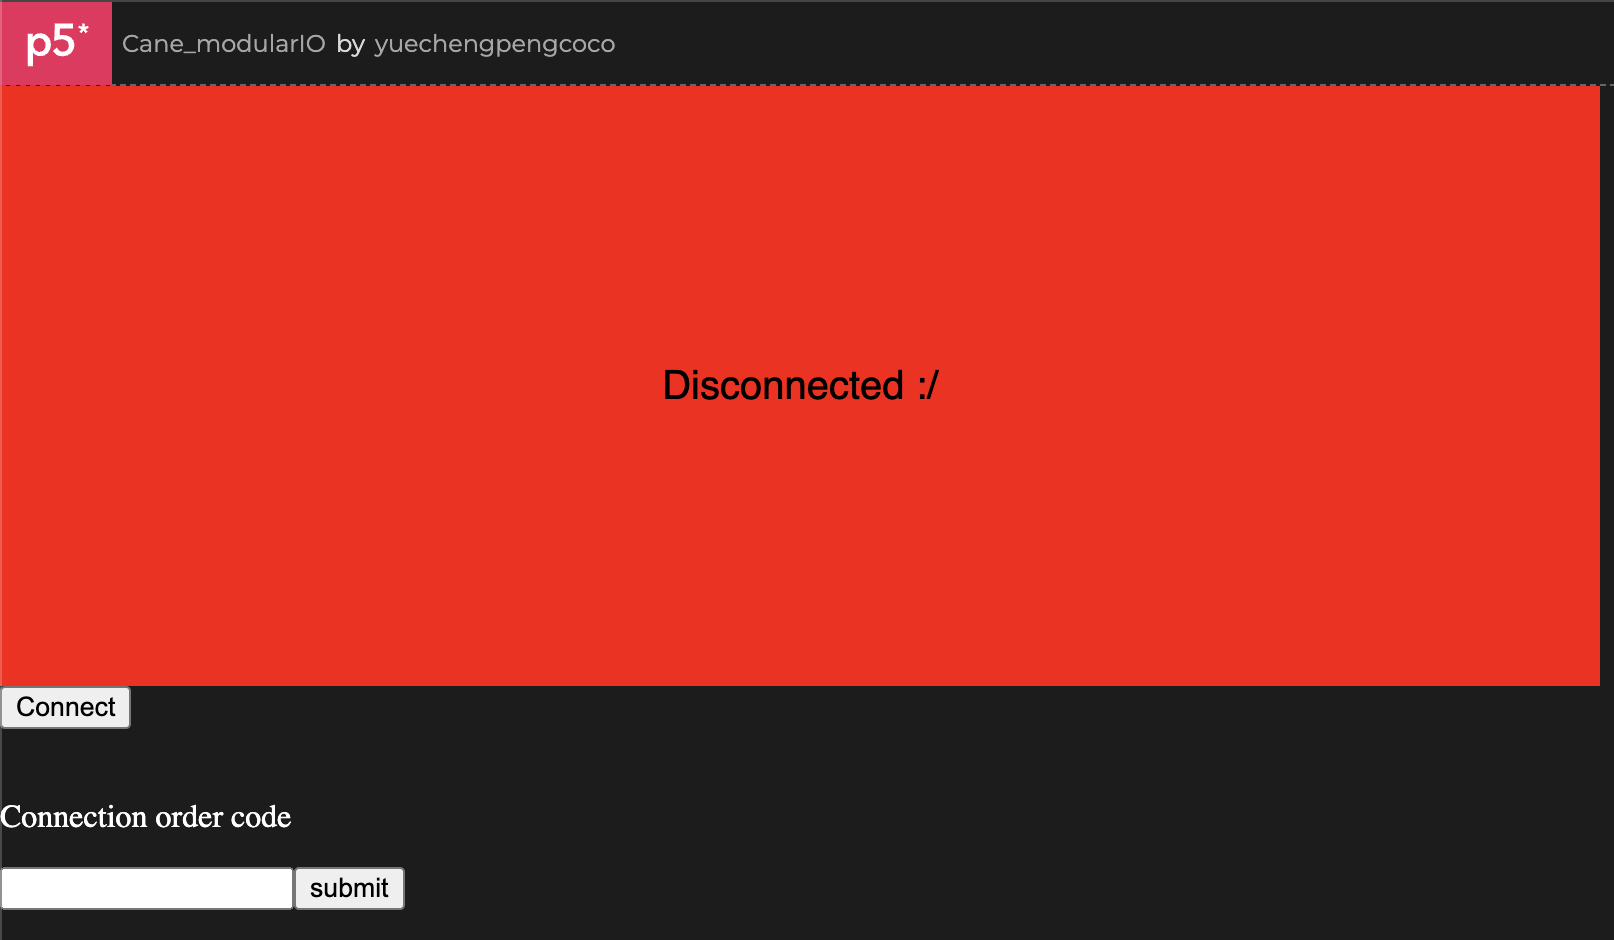 p5* Cane_modularIO by yuechengpengcoco
Disconnected :/
Connect
Connection order code
submit